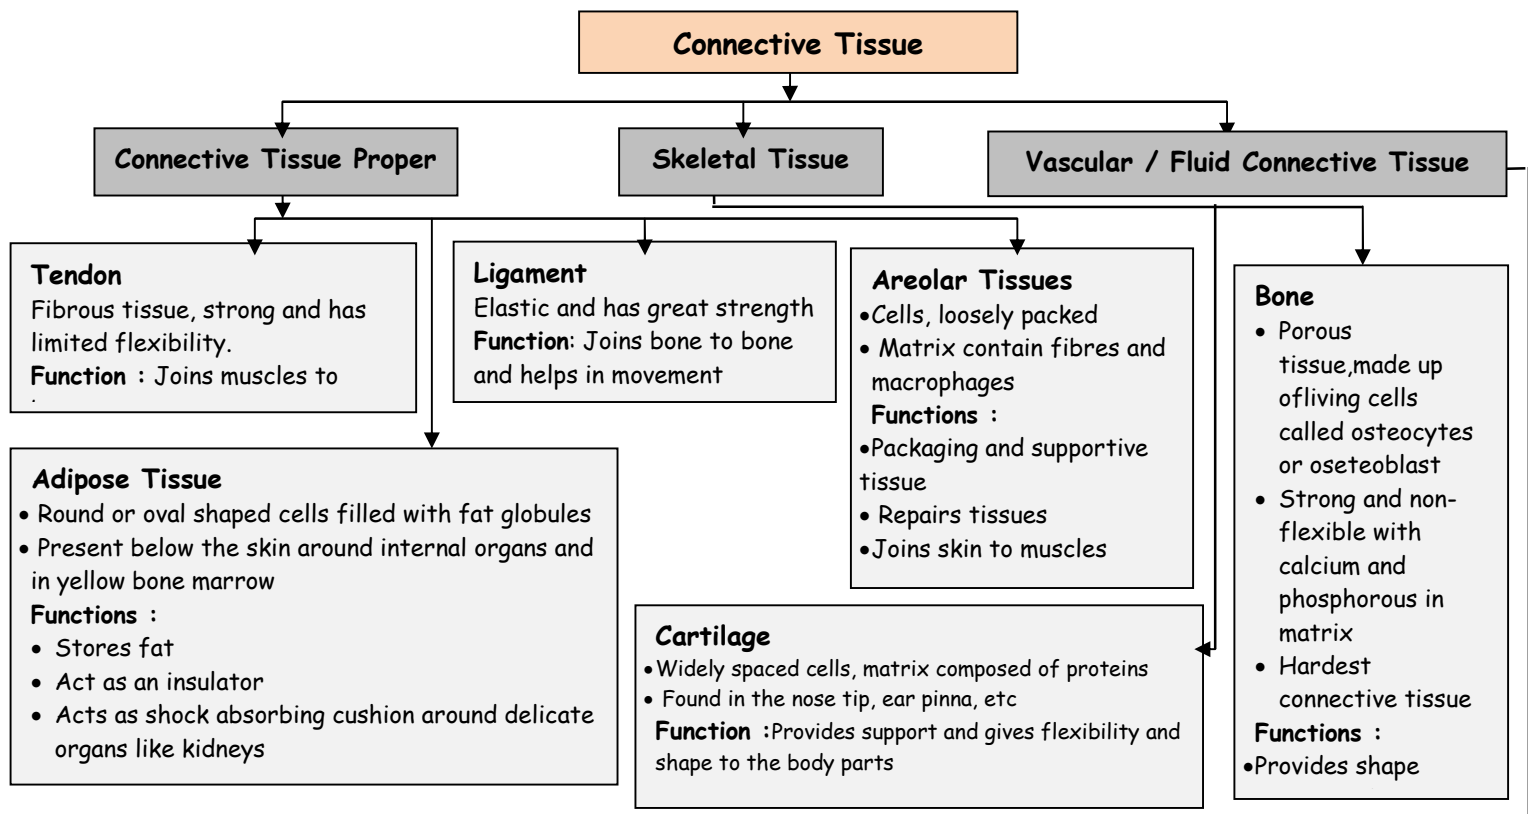 Connective Tissue
Connective Tissue Proper
Skeletal Tissue
Vascular / Fluid Connective Tissue
Tendon
Fibrous tissue, strong and has
limited flexibility.
Function : Joins muscles to
Ligament
Elastic and has great strength
Function: Joins bone to bone
and helps in movement
Areolar Tissues
•Cells, loosely packed
• Matrix contain fibres and
macrophages
Functions :
•Packaging and supportive
tissue
• Repairs tissues
•Joins skin to muscles
Bone
• Porous
tissue,made up
ofliving cells
called osteocytes
or oseteoblast
• Strong and non-
flexible with
calcium and
phosphorous in
matrix
• Hardest
connective tissue
Functions :
•Provides shape
Adipose Tissue
• Round or oval shaped cells filled with fat globules
• Present below the skin around internal organs and
in yellow bone marrow
Functions :
• Stores fat
• Act as an insulator
• Acts as shock absorbing cushion around delicate
organs like kidneys
Cartilage
•Widely spaced cells, matrix composed of proteins
• Found in the nose tip, ear pinna, etc
Function :Provides support and gives flexibility and
shape to the body parts